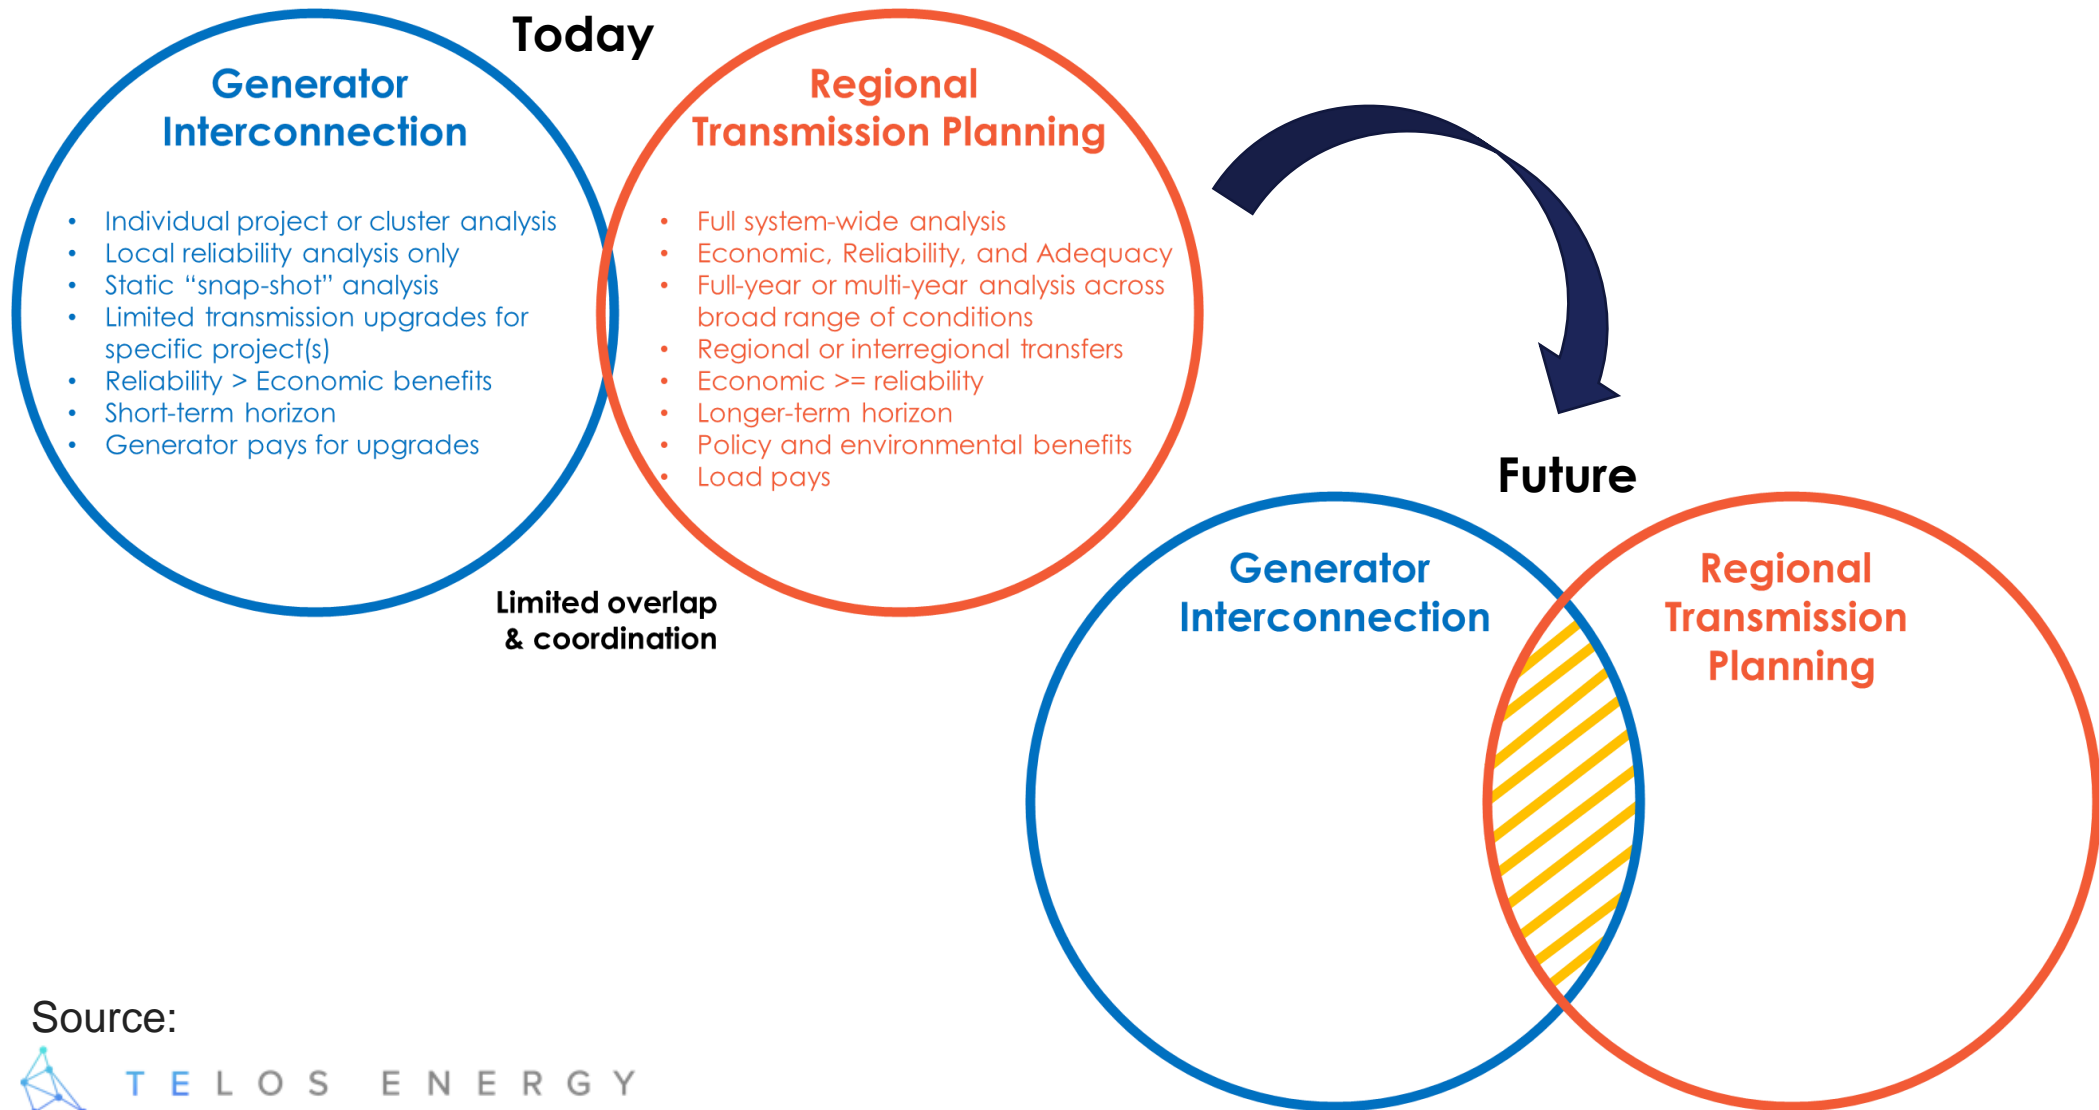 Today
Generator
Interconnection
• Individual project or cluster analysis
• Local reliability analysis only
• Static “snap-shot” analysis
• Limited transmission upgrades for
specific project(s)
• Reliability > Economic benefits
• Short-term horizon
• Generator pays for upgrades
Regional
Transmission Planning
• Full system-wide analysis
• Economic, Reliability, and Adequacy
• Full-year or multi-year analysis across
broad range of conditions
• Regional or interregional transfers
• Economic >= reliability
• Longer-term horizon
• Policy and environmental benefits
• Load pays
Limited overlap
& coordination
Future
Generator
Interconnection
Regional
Transmission
Planning
Source:
TELOS ENERGY